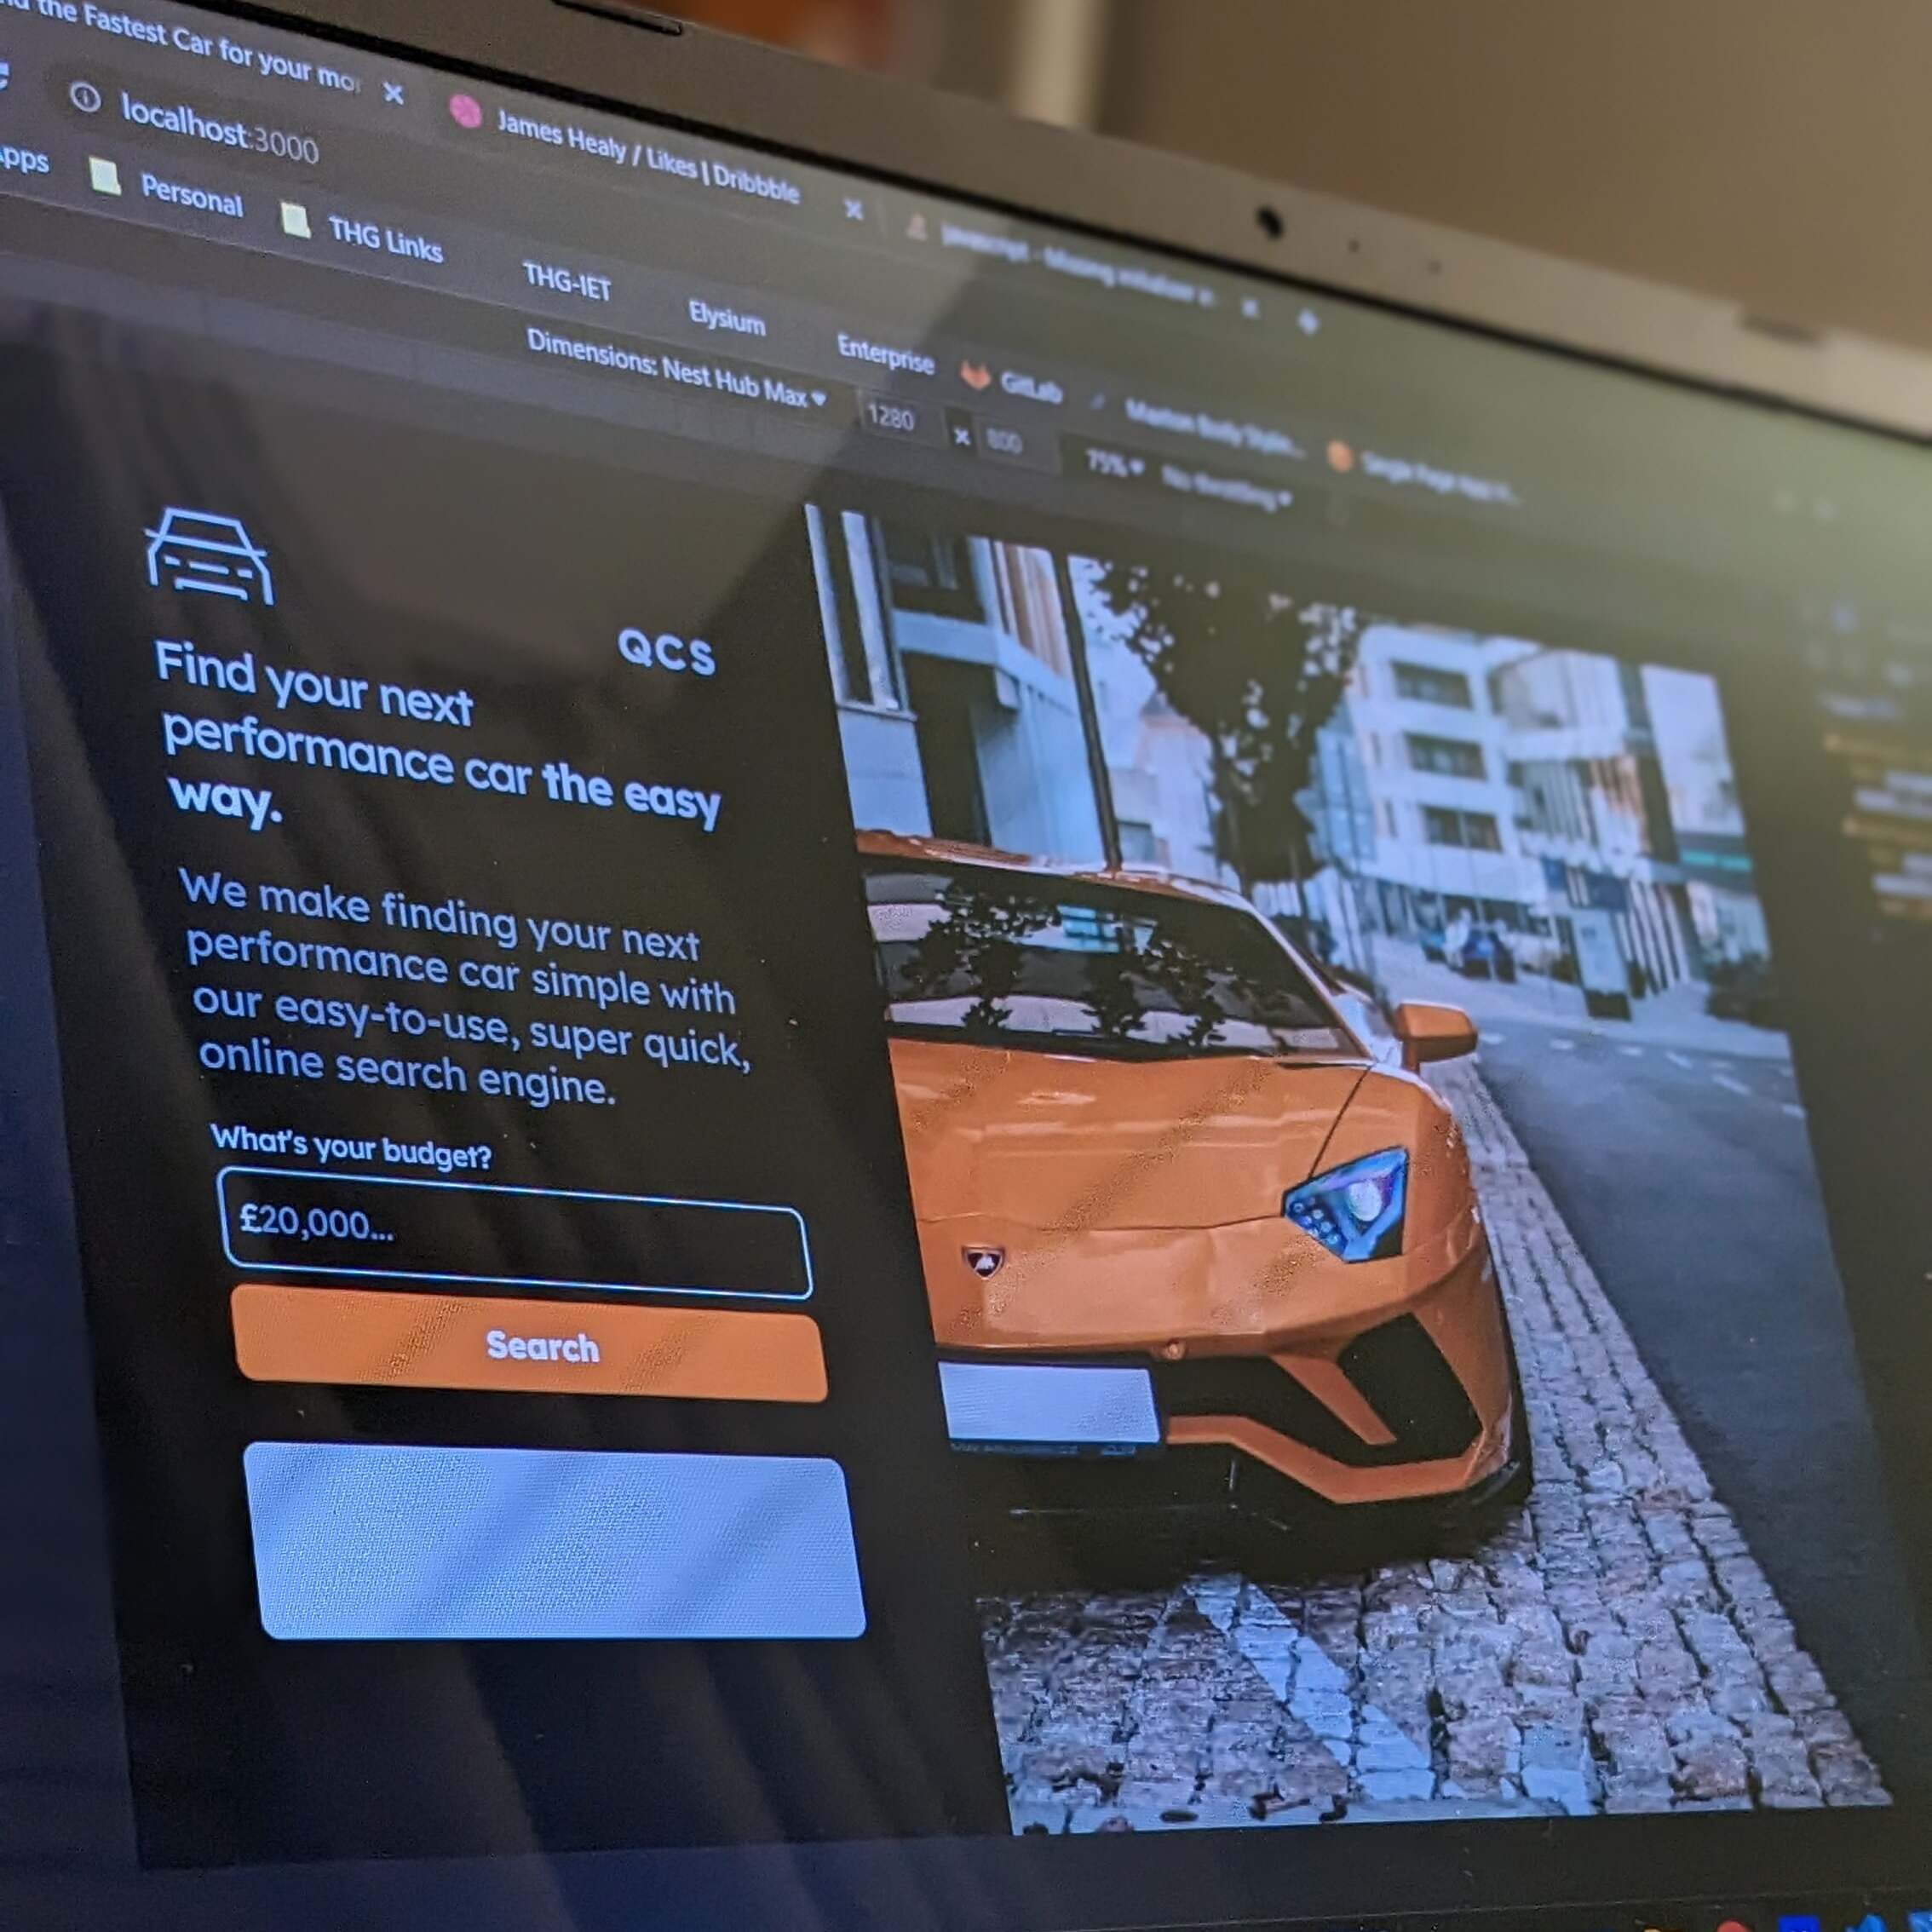 the Fastest Car for your mo
James Healy / Likes | Dribbble
localhost:3000
Apps
Personal
THG Links
THG-IET
Elysium
Enterprise
GitLab
Dimensions: Nest Hub Max
1280 × 800
75%
No throttling
QCS
Find your next
performance car the easy
way.
We make finding your next
performance car simple with
our easy-to-use, super quick,
online search engine.
What's your budget?
£20,000...
Search